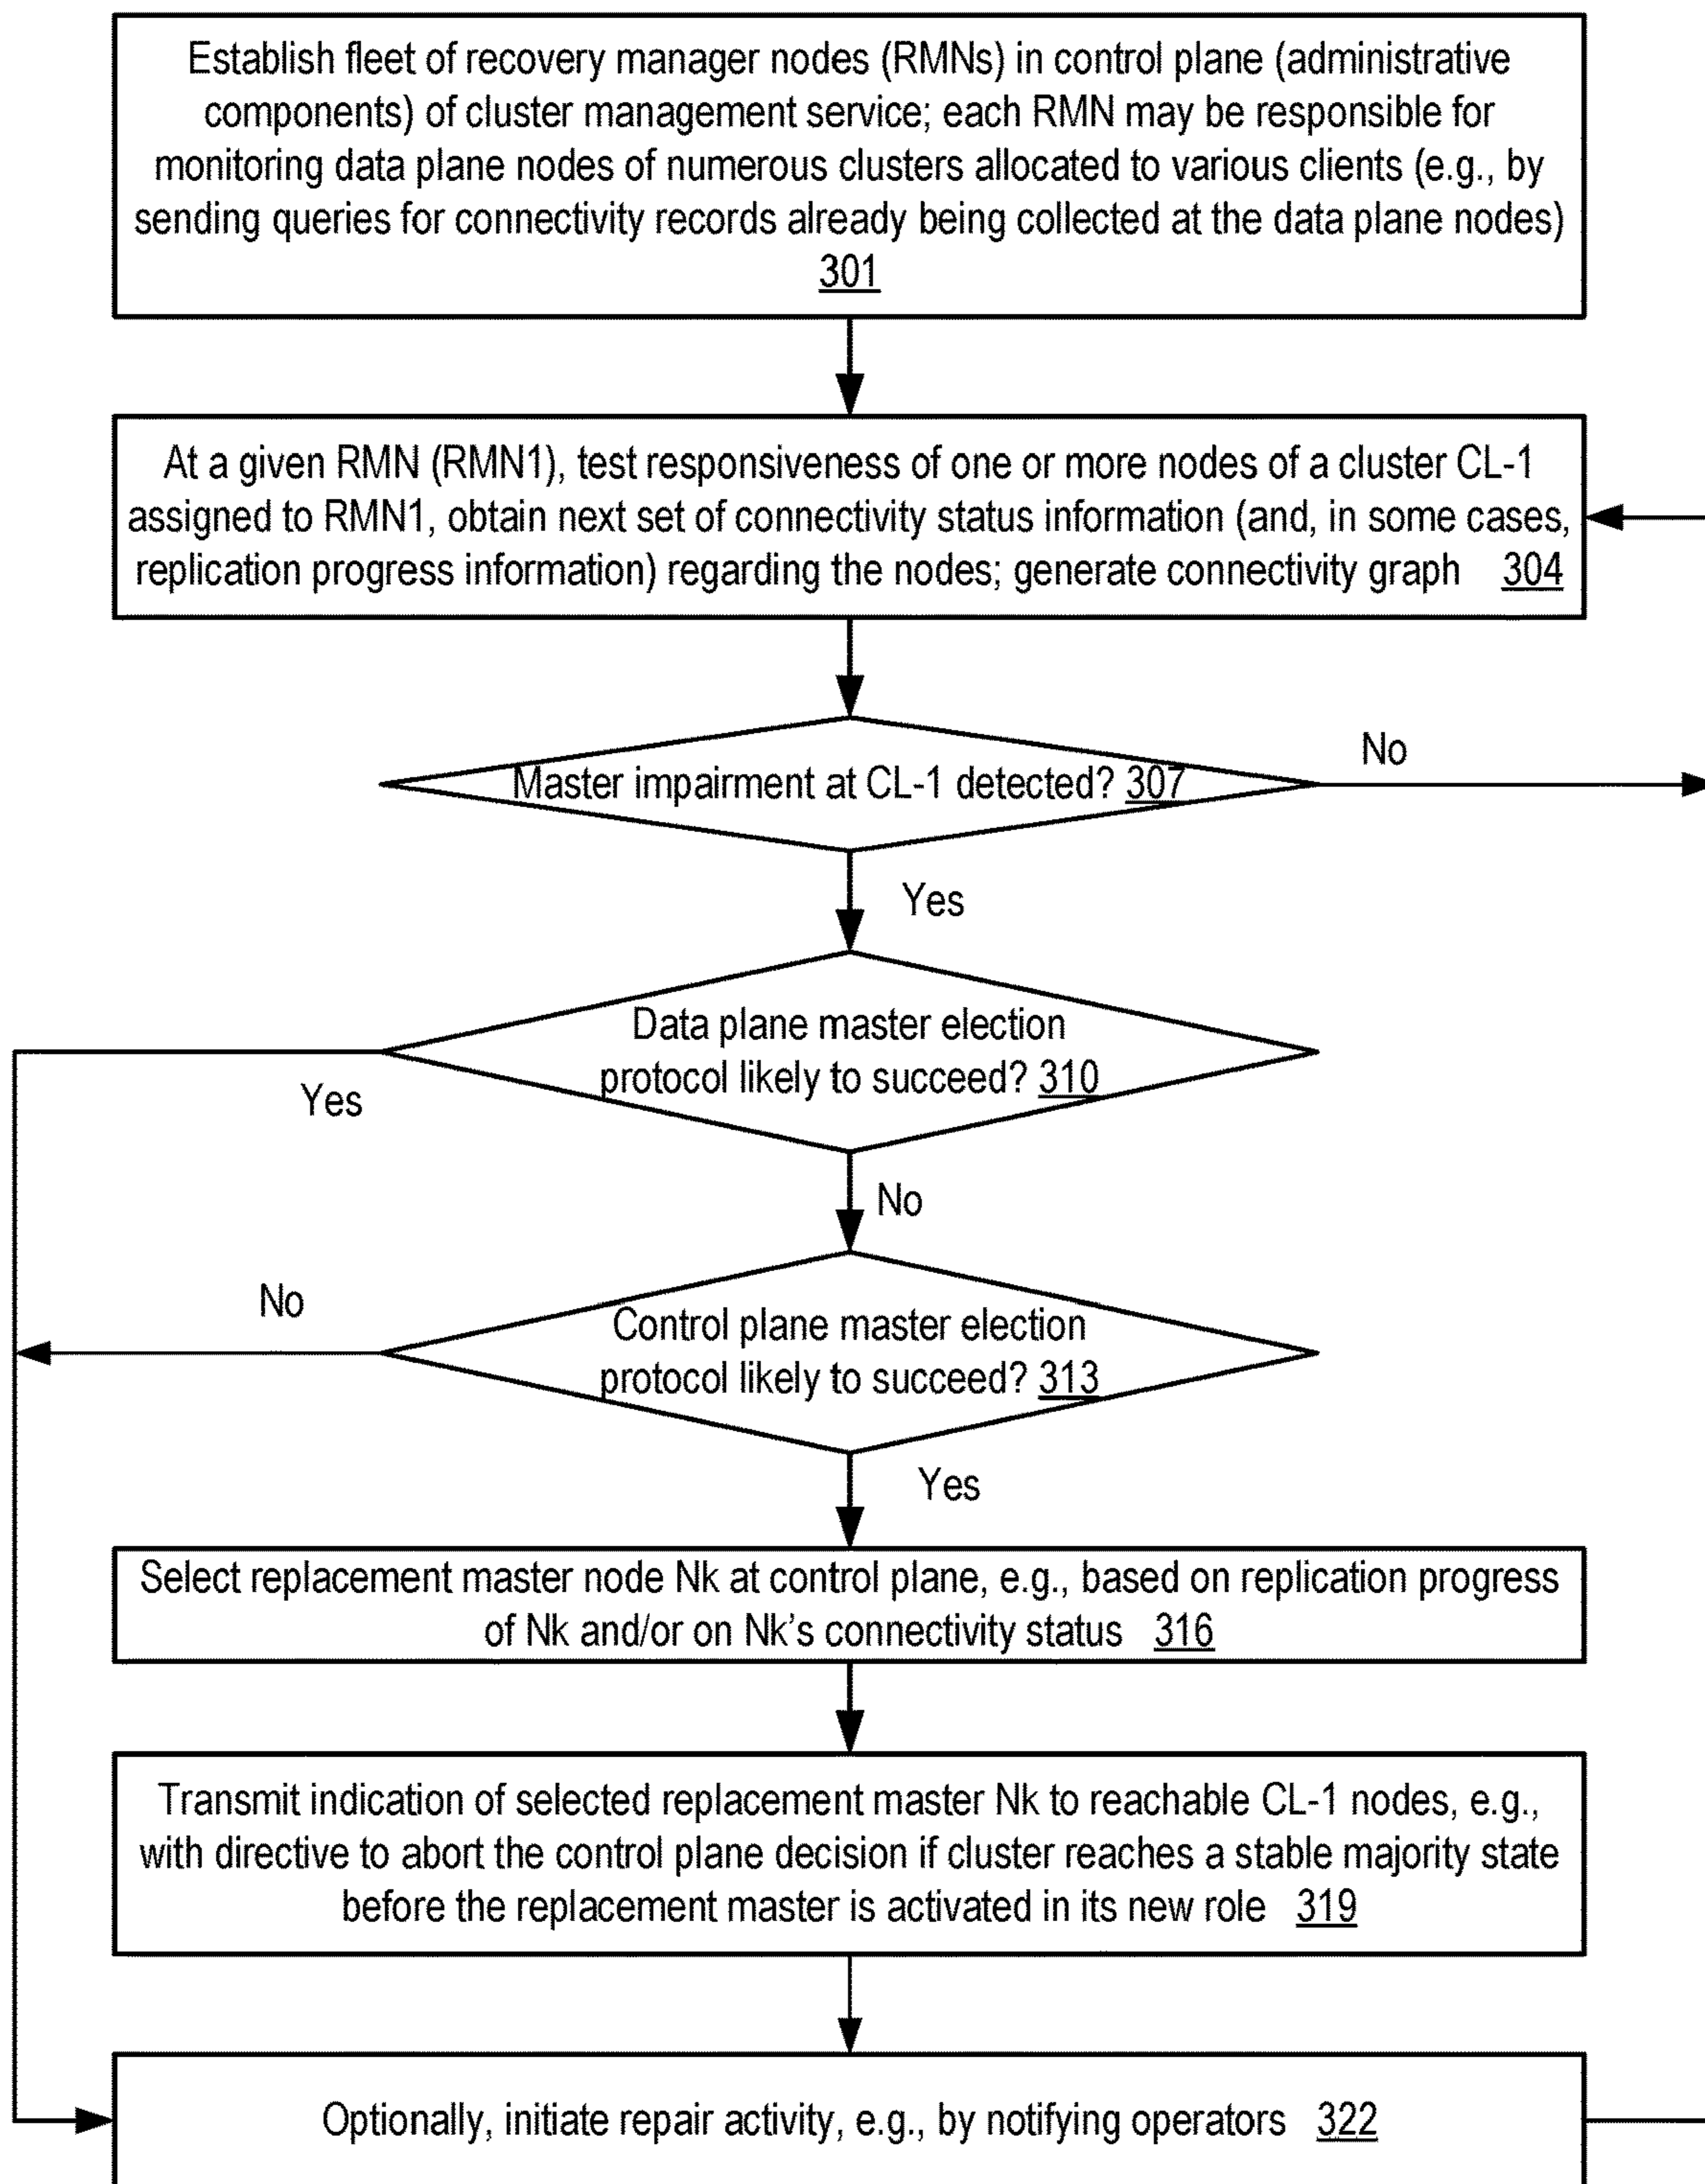 Establish fleet of recovery manager nodes (RMNs) in control plane (administrative
components) of cluster management service; each RMN may be responsible for
monitoring data plane nodes of numerous clusters allocated to various clients (e.g., by
sending queries for connectivity records already being collected at the data plane nodes)
301
At a given RMN (RMN1), test responsiveness of one or more nodes of a cluster CL-1
assigned to RMN1, obtain next set of connectivity status information (and, in some cases,
replication progress information) regarding the nodes; generate connectivity graph 304
No
Master impairment at CL-1 detected? 307
Yes
Data plane master election
protocol likely to succeed? 310
Yes
No
No
Control plane master election
protocol likely to succeed? 313
Yes
Select replacement master node Nk at control plane, e.g., based on replication progress
of Nk and/or on Nk's connectivity status 316
Transmit indication of selected replacement master Nk to reachable CL-1 nodes, e.g.,
with directive to abort the control plane decision if cluster reaches a stable majority state
before the replacement master is activated in its new role 319
Optionally, initiate repair activity, e.g., by notifying operators 322